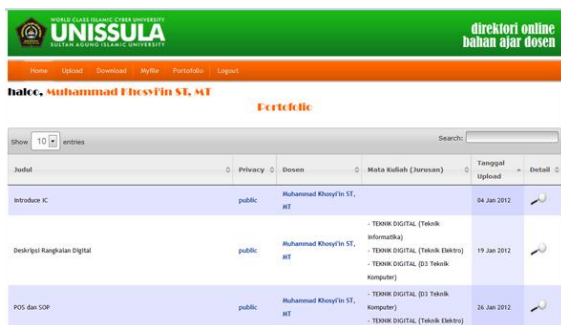 WORLD CLASS ISLAMIC CYBER UNIVERSITY
UNISSULA
SULTAN AGUNG ISLAMIC UNIVERSITY
direktori online
bahan ajar dosen
Home Upload Download Myfile Portofolio Logout
haloo, Muhammad Khosyi'in ST, MT
Portofolio
Show 10 entries Search:
Judul Privacy Dosen Mata Kuliah (Jurusan) Tanggal Upload Detail
Introduce IC public Muhammad Khosyi'in ST, MT 04 Jan 2012
Deskripsi Rangkaian Digital public Muhammad Khosyi'in ST, MT - TEKNIK DIGITAL (Teknik Informatika)
- TEKNIK DIGITAL (Teknik Elektro)
- TEKNIK DIGITAL (D3 Teknik Komputer) 19 Jan 2012
POS dan SOP public Muhammad Khosyi'in ST, MT - TEKNIK DIGITAL (D3 Teknik Komputer)
- TEKNIK DIGITAL (Teknik Elektro) 26 Jan 2012